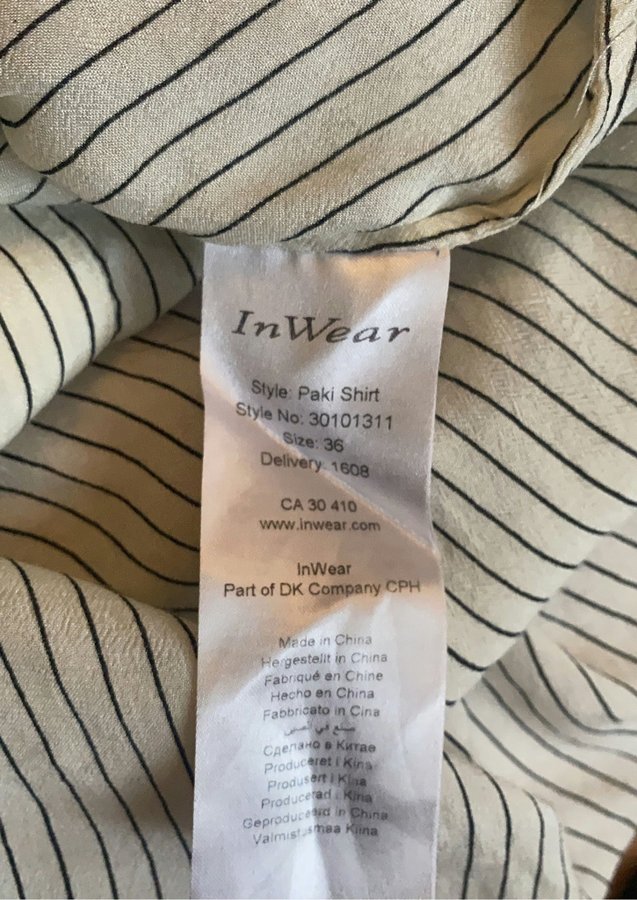 InWear
Style: Paki Shirt
Style No: 30101311
Size: 36
Delivery: 1608
CA 30 410
www.inwear.com
InWear
Part of DK Company CPH
Made in China
Hergestellt in China
Fabriqué en Chine
Hecho en China
Fabbricato in Cina
صنع في الصين
Сделано в Китае
Produceret i Kina
Produsert i Kina
Producerad i Kina
Geproduceerd in China
Valmistusmaa Kiina